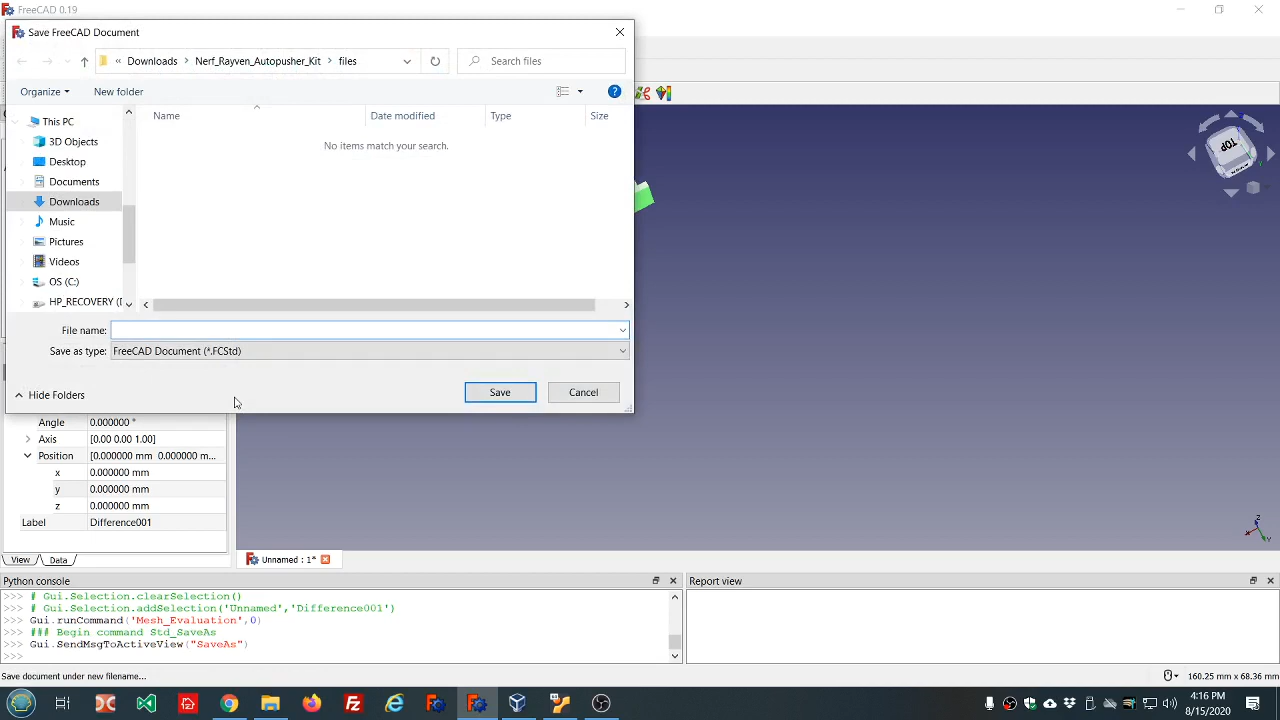 FreeCAD 0.19
Save FreeCAD Document
« Downloads > Nerf_Rayven_Autopusher_Kit > files
Search files
Organize
New folder
?
Name
Date modified
Type
Size
This PC
No items match your search.
3D Objects
Desktop
Documents
Downloads
Music
Pictures
Videos
OS (C:)
HP_RECOVERY (
File name:
Save as type: FreeCAD Document (*.FCStd)
Hide Folders
Save
Cancel
TOP
Angle 0.000000 °
Axis [0.00 0.00 1.00]
Position [0.000000 mm 0.000000 m...
x 0.000000 mm
y 0.000000 mm
z 0.000000 mm
Label Difference001
View
Data
Unnamed : 1*
Python console
Report view
>>> # Gui.Selection.clearSelection()
>>> # Gui.Selection.addSelection('Unnamed','Difference001')
>>> Gui.runCommand('Mesh_Evaluation',0)
>>> ### Begin command Std_SaveAs
>>> Gui.SendMsgToActiveView("SaveAs")
>>>
Save document under new filename...
160.25 mm x 68.36 mm
4:16 PM
8/15/2020